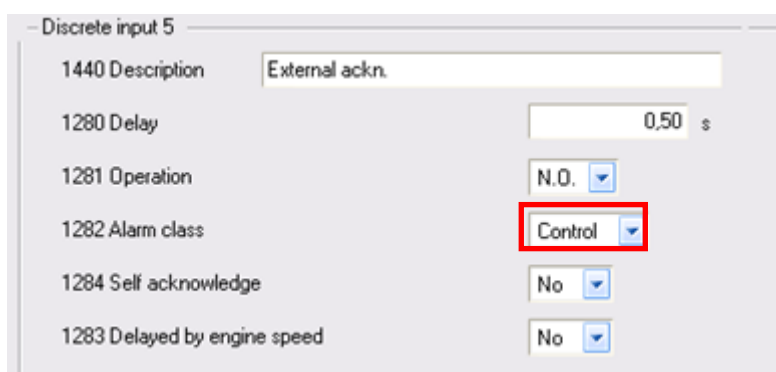 Discrete input 5
1440 Description External ackn.
1280 Delay 0,50 s
1281 Operation N.O.
1282 Alarm class Control
1284 Self acknowledge No
1283 Delayed by engine speed No